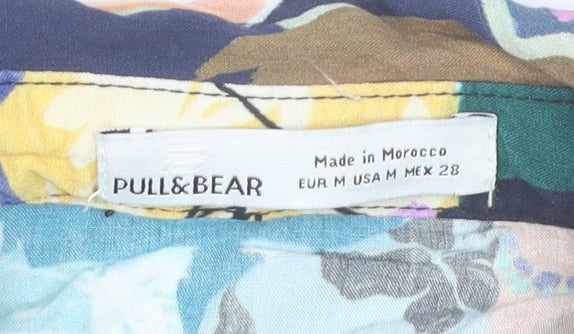 PULL&BEAR
Made in Morocco
EUR M USA M MEX 28